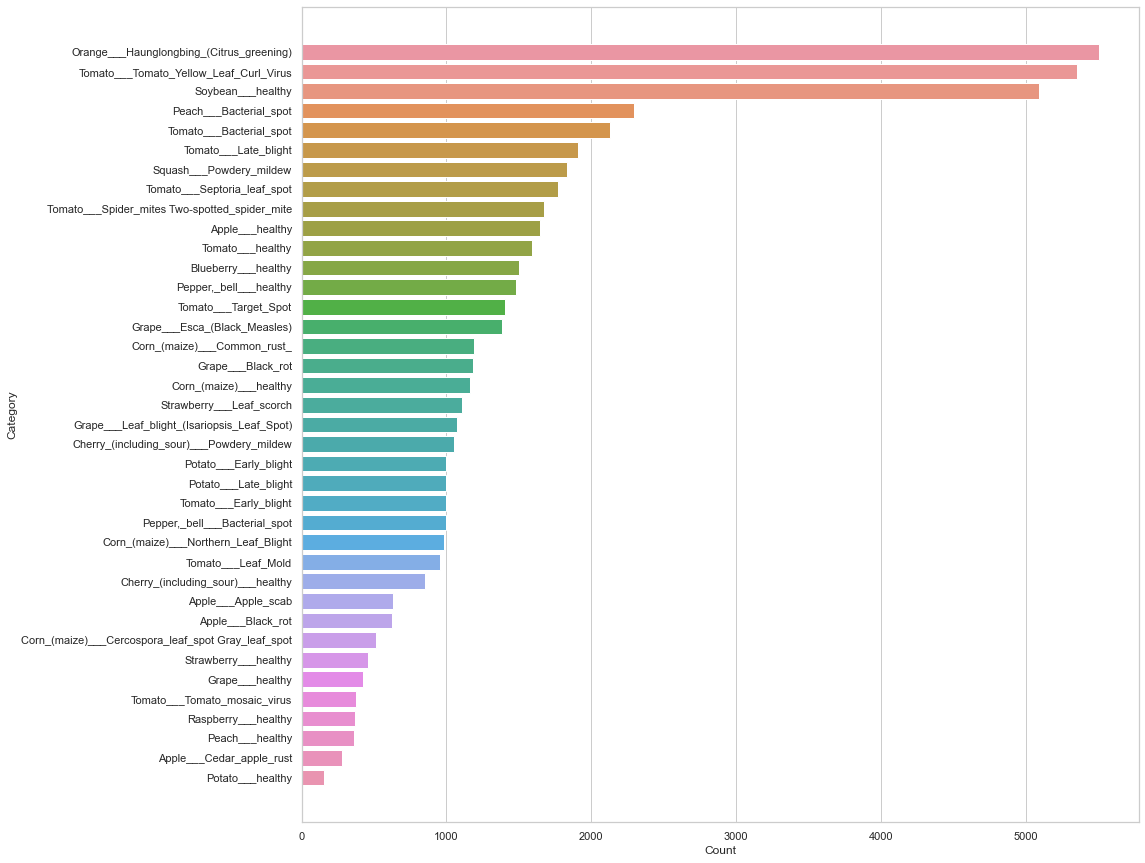 Orange___Haunglongbing_(Citrus_greening)
Tomato___Tomato_Yellow_Leaf_Curl_Virus
Soybean___healthy
Peach___Bacterial_spot
Tomato___Bacterial_spot
Tomato___Late_blight
Squash___Powdery_mildew
Tomato___Septoria_leaf_spot
Tomato___Spider_mites Two-spotted_spider_mite
Apple___healthy
Tomato___healthy
Blueberry___healthy
Pepper,_bell___healthy
Tomato___Target_Spot
Grape___Esca_(Black_Measles)
Corn_(maize)___Common_rust_
Grape___Black_rot
Corn_(maize)___healthy
Strawberry___Leaf_scorch
Grape___Leaf_blight_(Isariopsis_Leaf_Spot)
Cherry_(including_sour)___Powdery_mildew
Potato___Early_blight
Potato___Late_blight
Tomato___Early_blight
Pepper,_bell___Bacterial_spot
Corn_(maize)___Northern_Leaf_Blight
Tomato___Leaf_Mold
Cherry_(including_sour)___healthy
Apple___Apple_scab
Apple___Black_rot
Corn_(maize)___Cercospora_leaf_spot Gray_leaf_spot
Strawberry___healthy
Grape___healthy
Tomato___Tomato_mosaic_virus
Raspberry___healthy
Peach___healthy
Apple___Cedar_apple_rust
Potato___healthy
Category
0 1000 2000 3000 4000 5000
Count